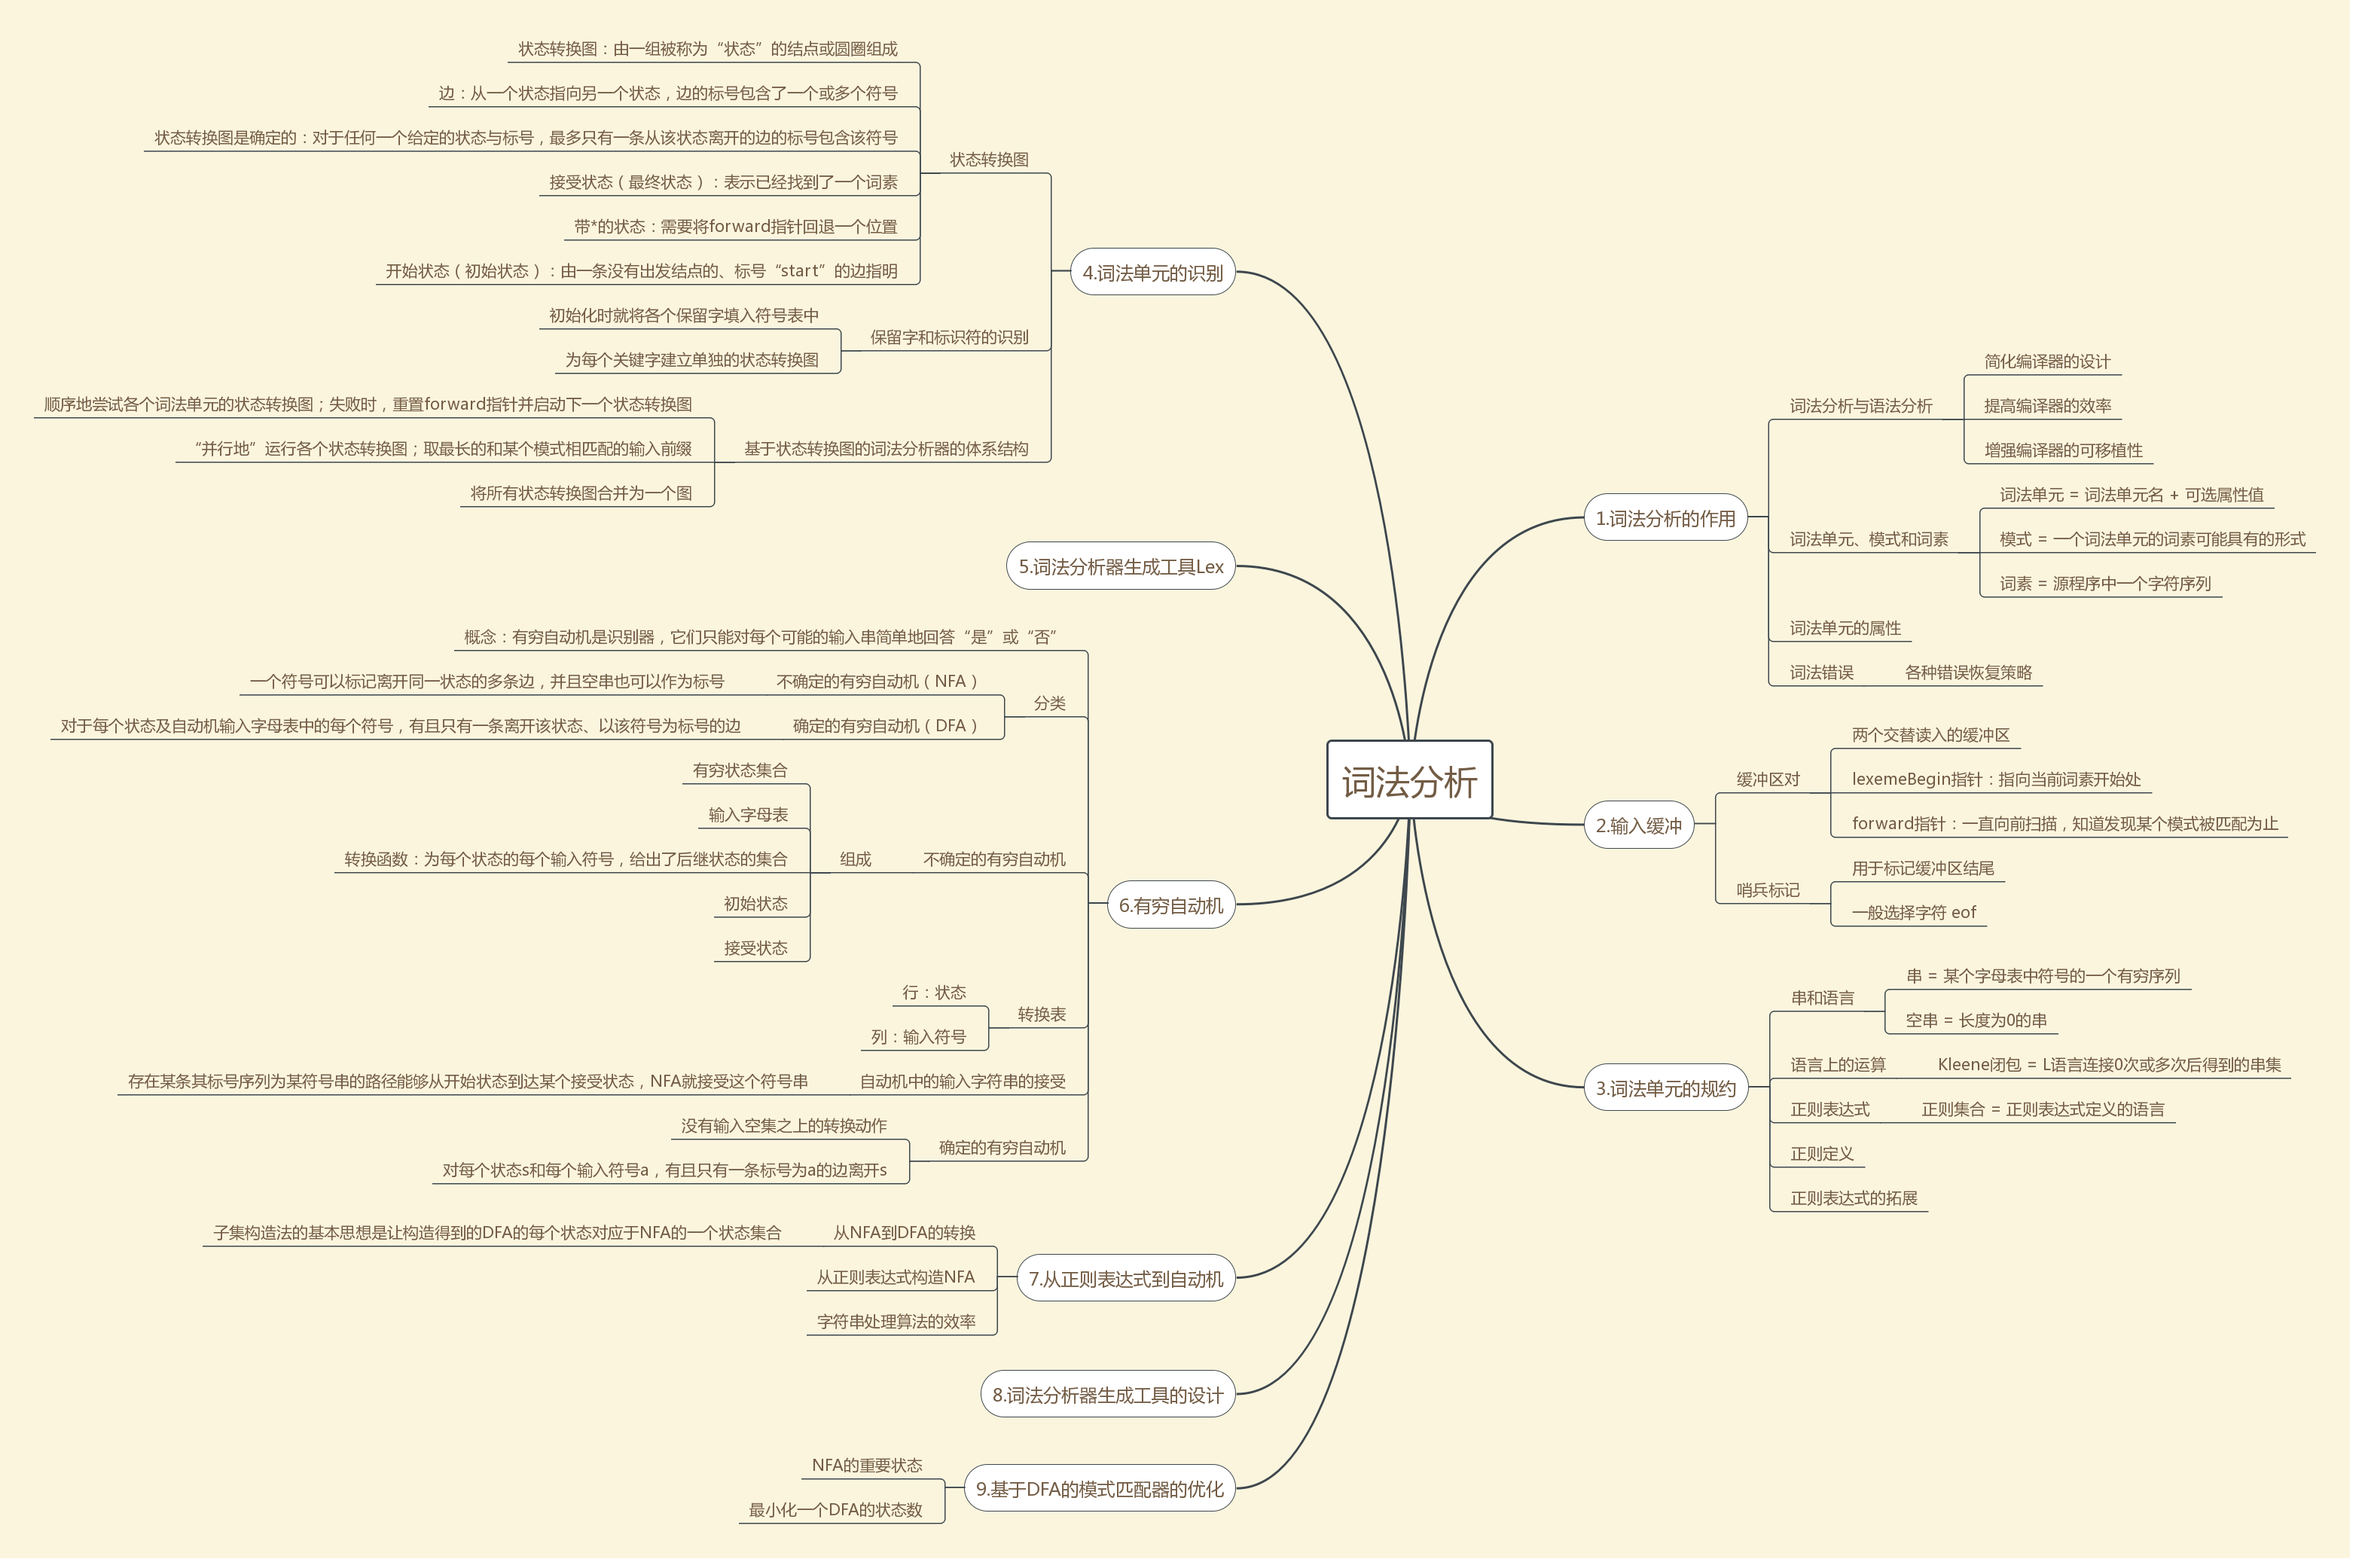 词法分析
1.词法分析的作用
词法分析与语法分析
简化编译器的设计
提高编译器的效率
增强编译器的可移植性
词法单元、模式和词素
词法单元 = 词法单元名 + 可选属性值
模式 = 一个词法单元的词素可能具有的形式
词素 = 源程序中一个字符序列
词法单元的属性
词法错误
各种错误恢复策略
2.输入缓冲
缓冲区对
两个交替读入的缓冲区
lexemeBegin指针：指向当前词素开始处
forward指针：一直向前扫描，知道发现某个模式被匹配为止
哨兵标记
用于标记缓冲区结尾
一般选择字符 eof
3.词法单元的规约
串和语言
串 = 某个字母表中符号的一个有穷序列
空串 = 长度为0的串
语言上的运算
Kleene闭包 = L语言连接0次或多次后得到的串集
正则表达式
正则集合 = 正则表达式定义的语言
正则定义
正则表达式的拓展
4.词法单元的识别
状态转换图
状态转换图：由一组被称为“状态”的结点或圆圈组成
边：从一个状态指向另一个状态，边的标号包含了一个或多个符号
状态转换图是确定的：对于任何一个给定的状态与标号，最多只有一条从该状态离开的边的标号包含该符号
接受状态（最终状态）：表示已经找到了一个词素
带*的状态：需要将forward指针回退一个位置
开始状态（初始状态）：由一条没有出发结点的、标号“start”的边指明
保留字和标识符的识别
初始化时就将各个保留字填入符号表中
为每个关键字建立单独的状态转换图
基于状态转换图的词法分析器的体系结构
顺序地尝试各个词法单元的状态转换图；失败时，重置forward指针并启动下一个状态转换图
“并行地”运行各个状态转换图；取最长的和某个模式相匹配的输入前缀
将所有状态转换图合并为一个图
5.词法分析器生成工具Lex
6.有穷自动机
概念：有穷自动机是识别器，它们只能对每个可能的输入串简单地回答“是”或“否”
分类
不确定的有穷自动机（NFA）
一个符号可以标记离开同一状态的多条边，并且空串也可以作为标号
确定的有穷自动机（DFA）
对于每个状态及自动机输入字母表中的每个符号，有且只有一条离开该状态、以该符号为标号的边
不确定的有穷自动机
组成
有穷状态集合
输入字母表
转换函数：为每个状态的每个输入符号，给出了后继状态的集合
初始状态
接受状态
转换表
行：状态
列：输入符号
自动机中的输入字符串的接受
存在某条其标号序列为某符号串的路径能够从开始状态到达某个接受状态，NFA就接受这个符号串
确定的有穷自动机
没有输入空集之上的转换动作
对每个状态s和每个输入符号a，有且只有一条标号为a的边离开s
7.从正则表达式到自动机
从NFA到DFA的转换
子集构造法的基本思想是让构造得到的DFA的每个状态对应于NFA的一个状态集合
从正则表达式构造NFA
字符串处理算法的效率
8.词法分析器生成工具的设计
9.基于DFA的模式匹配器的优化
NFA的重要状态
最小化一个DFA的状态数